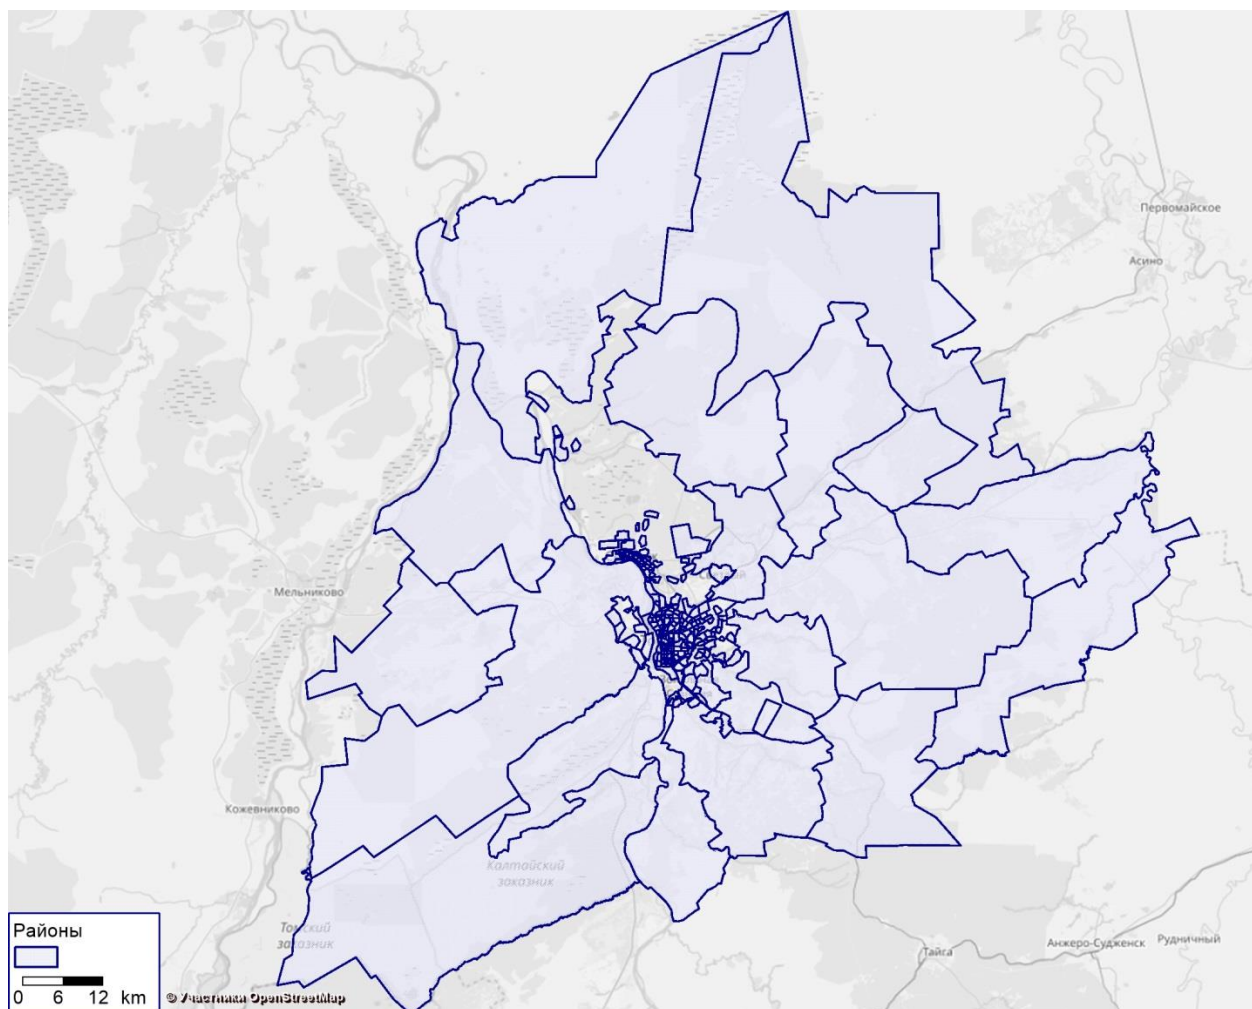 Первомайское
Асино
Мельниково
Кожевниково
Калтайский
заказник
Томский
заказник
Тайга
Анжеро-Судженск
Рудничный
Районы
0 6 12 km
© Участники OpenStreetMap